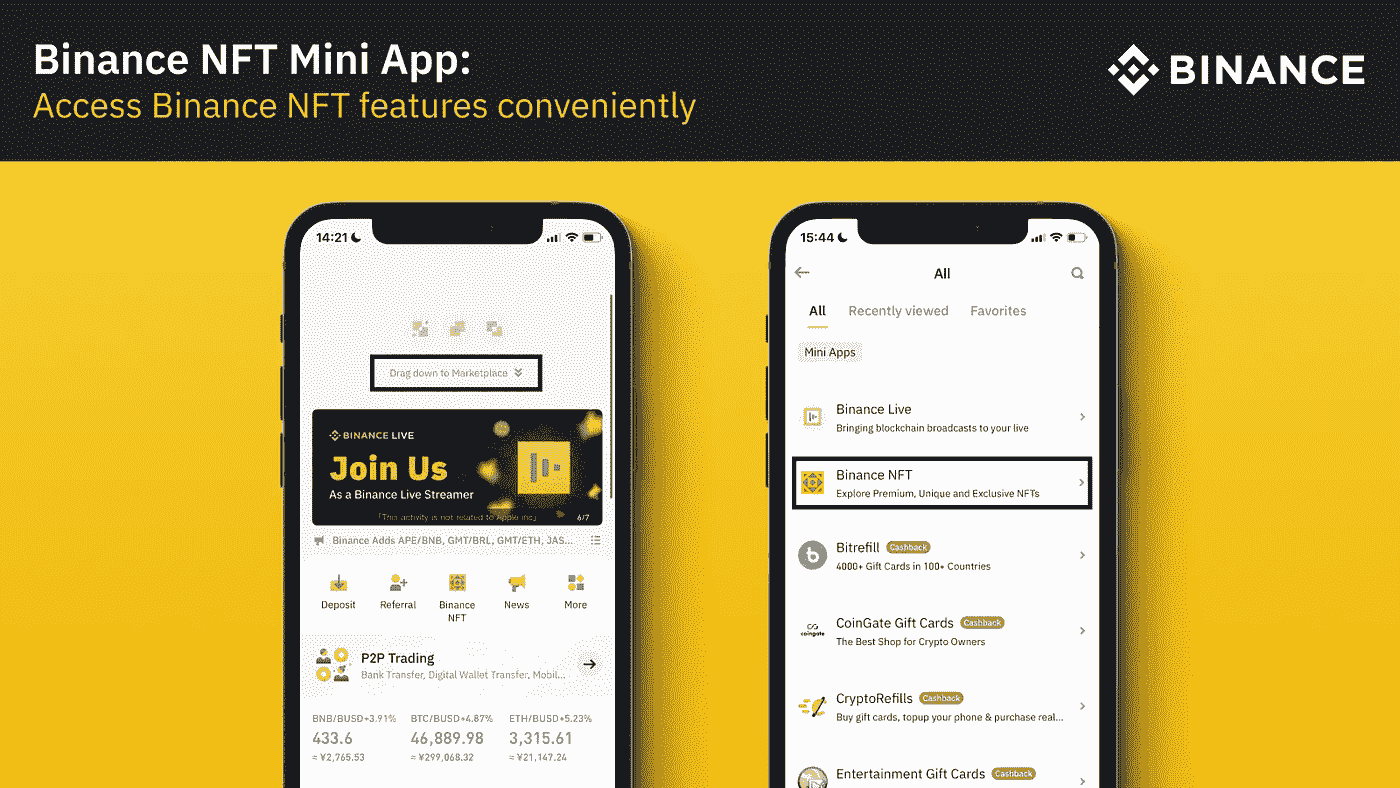 Binance NFT Mini App:
Access Binance NFT features conveniently
BINANCE
14:21
Drag down to Marketplace
BINANCE LIVE
Join Us
As a Binance Live Streamer
「This activity is not related to Apple inc」
6/7
Binance Adds APE/BNB, GMT/BRL, GMT/ETH, JAS...
Deposit
Referral
Binance
NFT
News
More
P2P Trading
Bank Transfer, Digital Wallet Transfer, Mobil...
BNB/BUSD+3.91% BTC/BUSD+4.87% ETH/BUSD+5.23%
433.6 46,889.98 3,315.61
≈ ¥2,765.53 ≈ ¥299,068.32 ≈ ¥21,147.24
15:44
All
All Recently viewed Favorites
Mini Apps
Binance Live
Bringing blockchain broadcasts to your live
Binance NFT
Explore Premium, Unique and Exclusive NFTs
Bitrefill Cashback
4000+ Gift Cards in 100+ Countries
coingate
CoinGate Gift Cards Cashback
The Best Shop for Crypto Owners
CryptoRefills Cashback
Buy gift cards, topup your phone & purchase real...
Entertainment Gift Cards Cashback